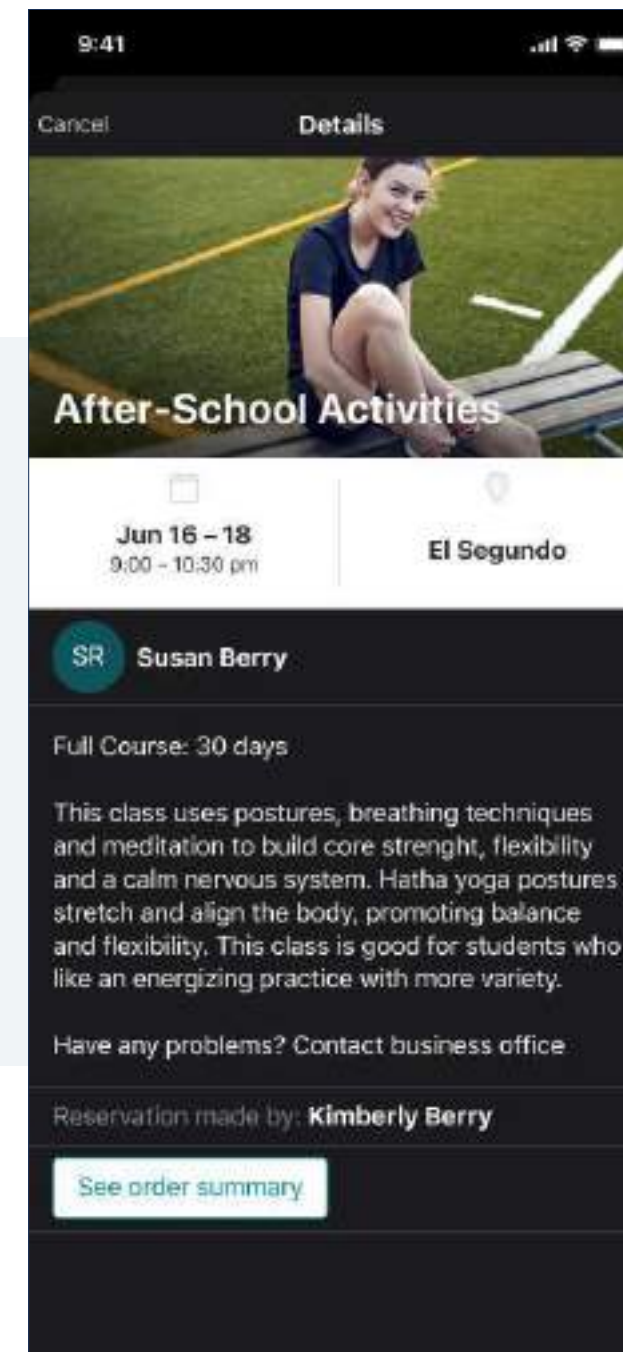 9:41
Cancel
Details
After-School Activities
Jun 16 – 18
9:00 – 10:30 pm
El Segundo
SR
Susan Berry
Full Course: 30 days
This class uses postures, breathing techniques
and meditation to build core strenght, flexibility
and a calm nervous system. Hatha yoga postures
stretch and align the body, promoting balance
and flexibility. This class is good for students who
like an energizing practice with more variety.
Have any problems? Contact business office
Reservation made by: Kimberly Berry
See order summary